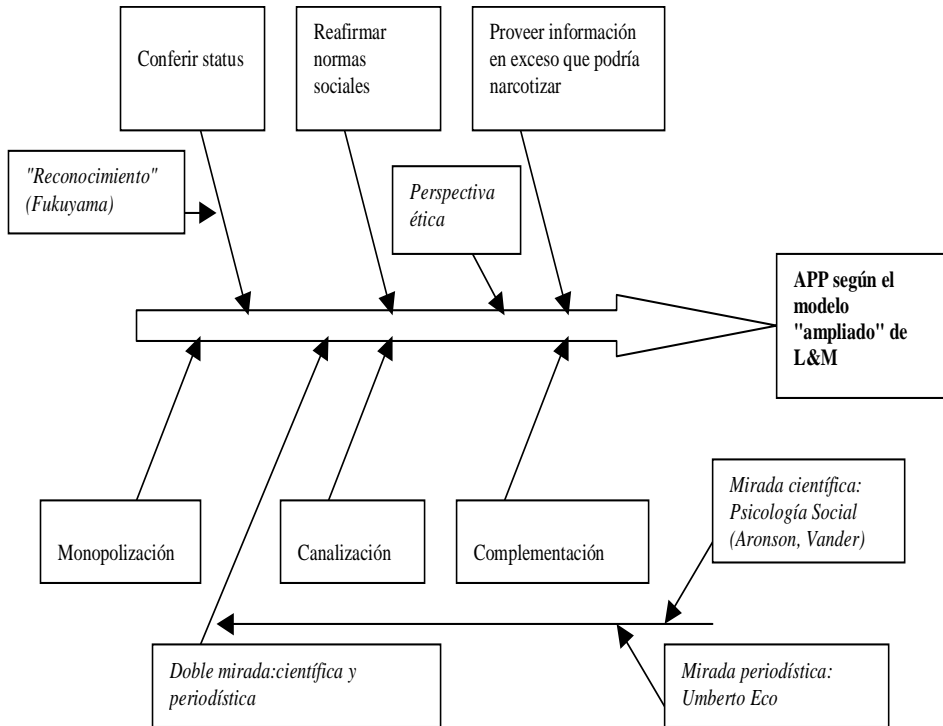 Conferir status
Reafirmar
normas
sociales
Proveer información
en exceso que podría
narcotizar
"Reconocimiento"
(Fukuyama)
Perspectiva
ética
APP según el
modelo
"ampliado" de
L&M
Monopolización
Canalización
Complementación
Mirada científica:
Psicología Social
(Aronson, Vander)
Doble mirada:científica y
periodística
Mirada periodística:
Umberto Eco